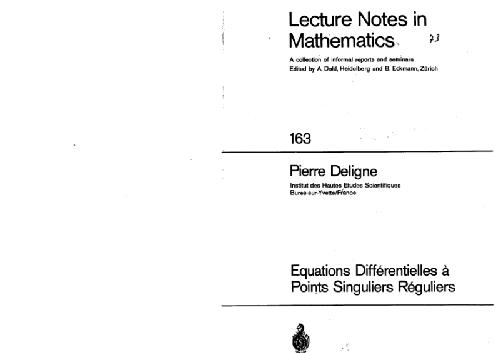 Lecture Notes in
Mathematics
A collection of informal reports and seminars
Edited by A. Dold, Heidelberg and B. Eckmann, Zürich
163
Pierre Deligne
Institut des Hautes Etudes Scientifiques
Bures-sur-Yvette/France
Equations Différentielles à
Points Singuliers Réguliers